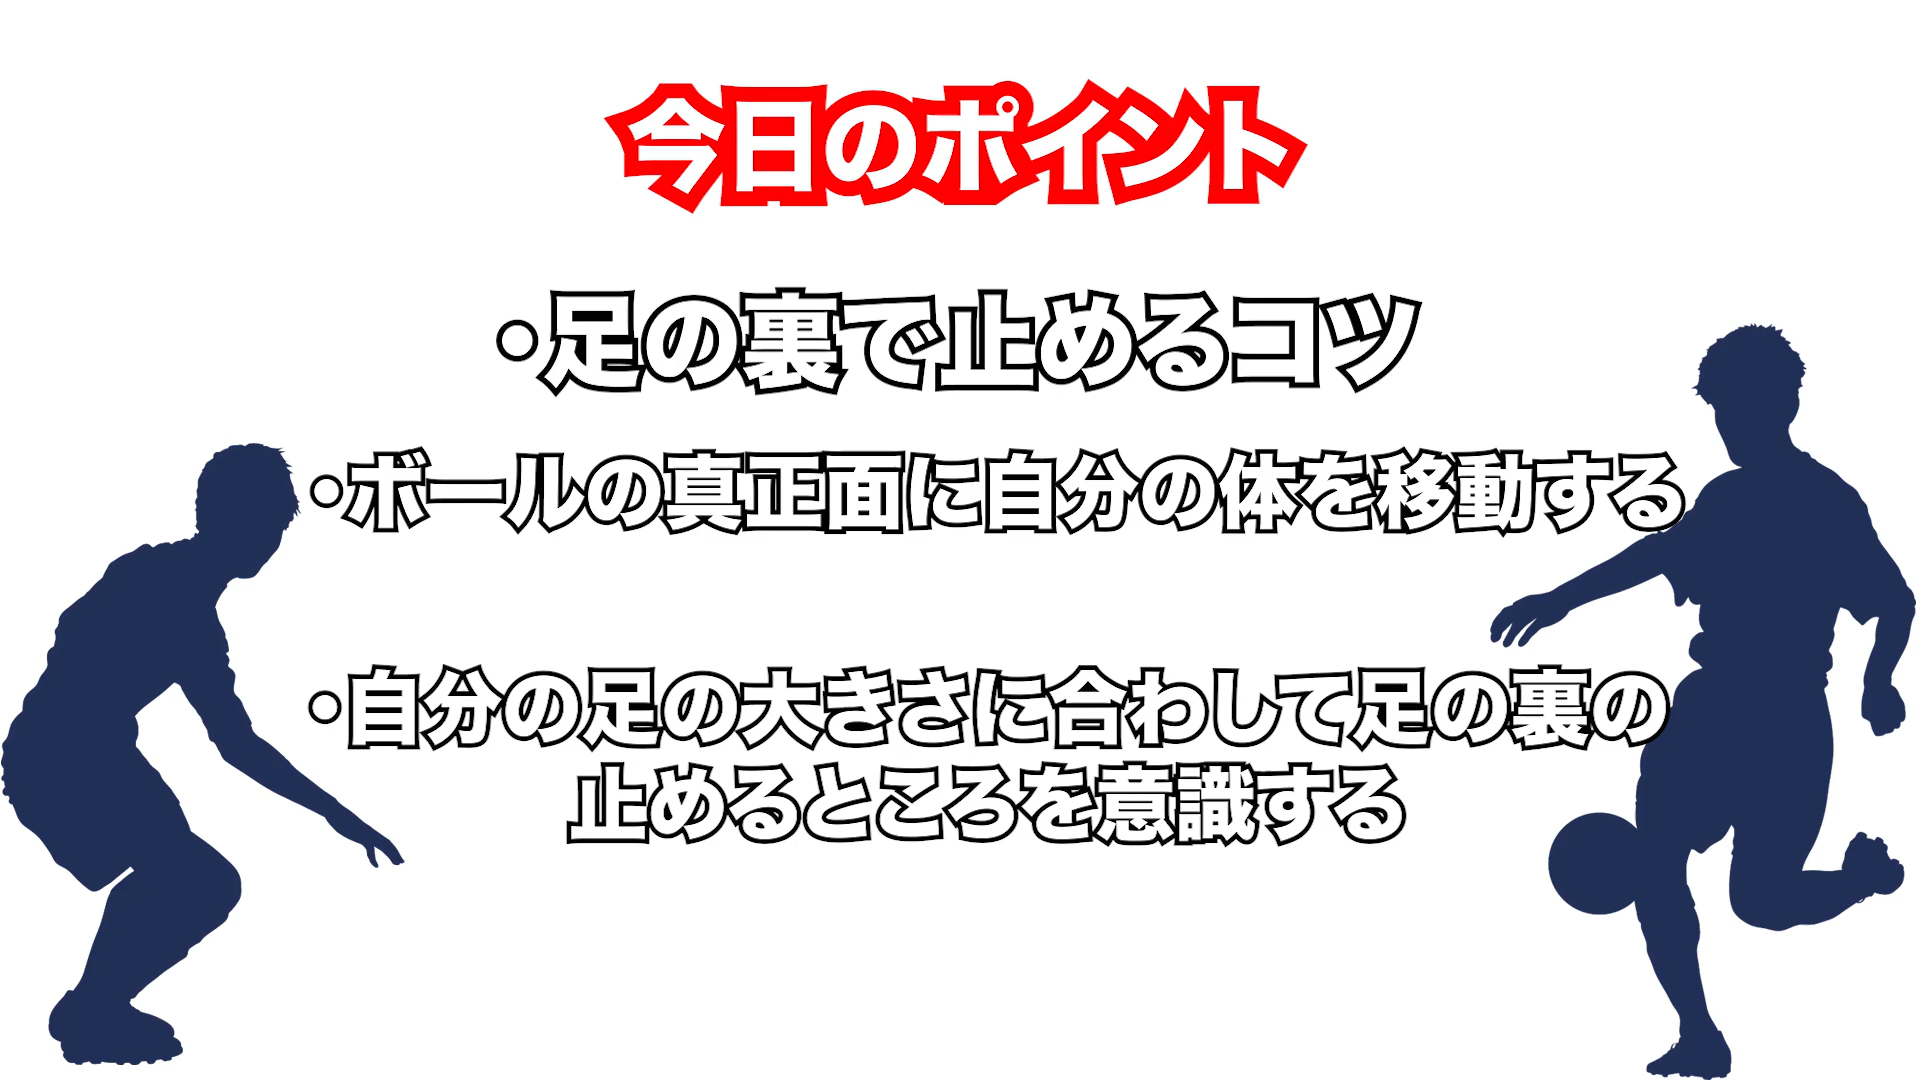 今日のポイント
・足の裏で止めるコツ
・ボールの真正面に自分の体を移動する
・自分の足の大きさに合わして足の裏の
止めるところを意識する